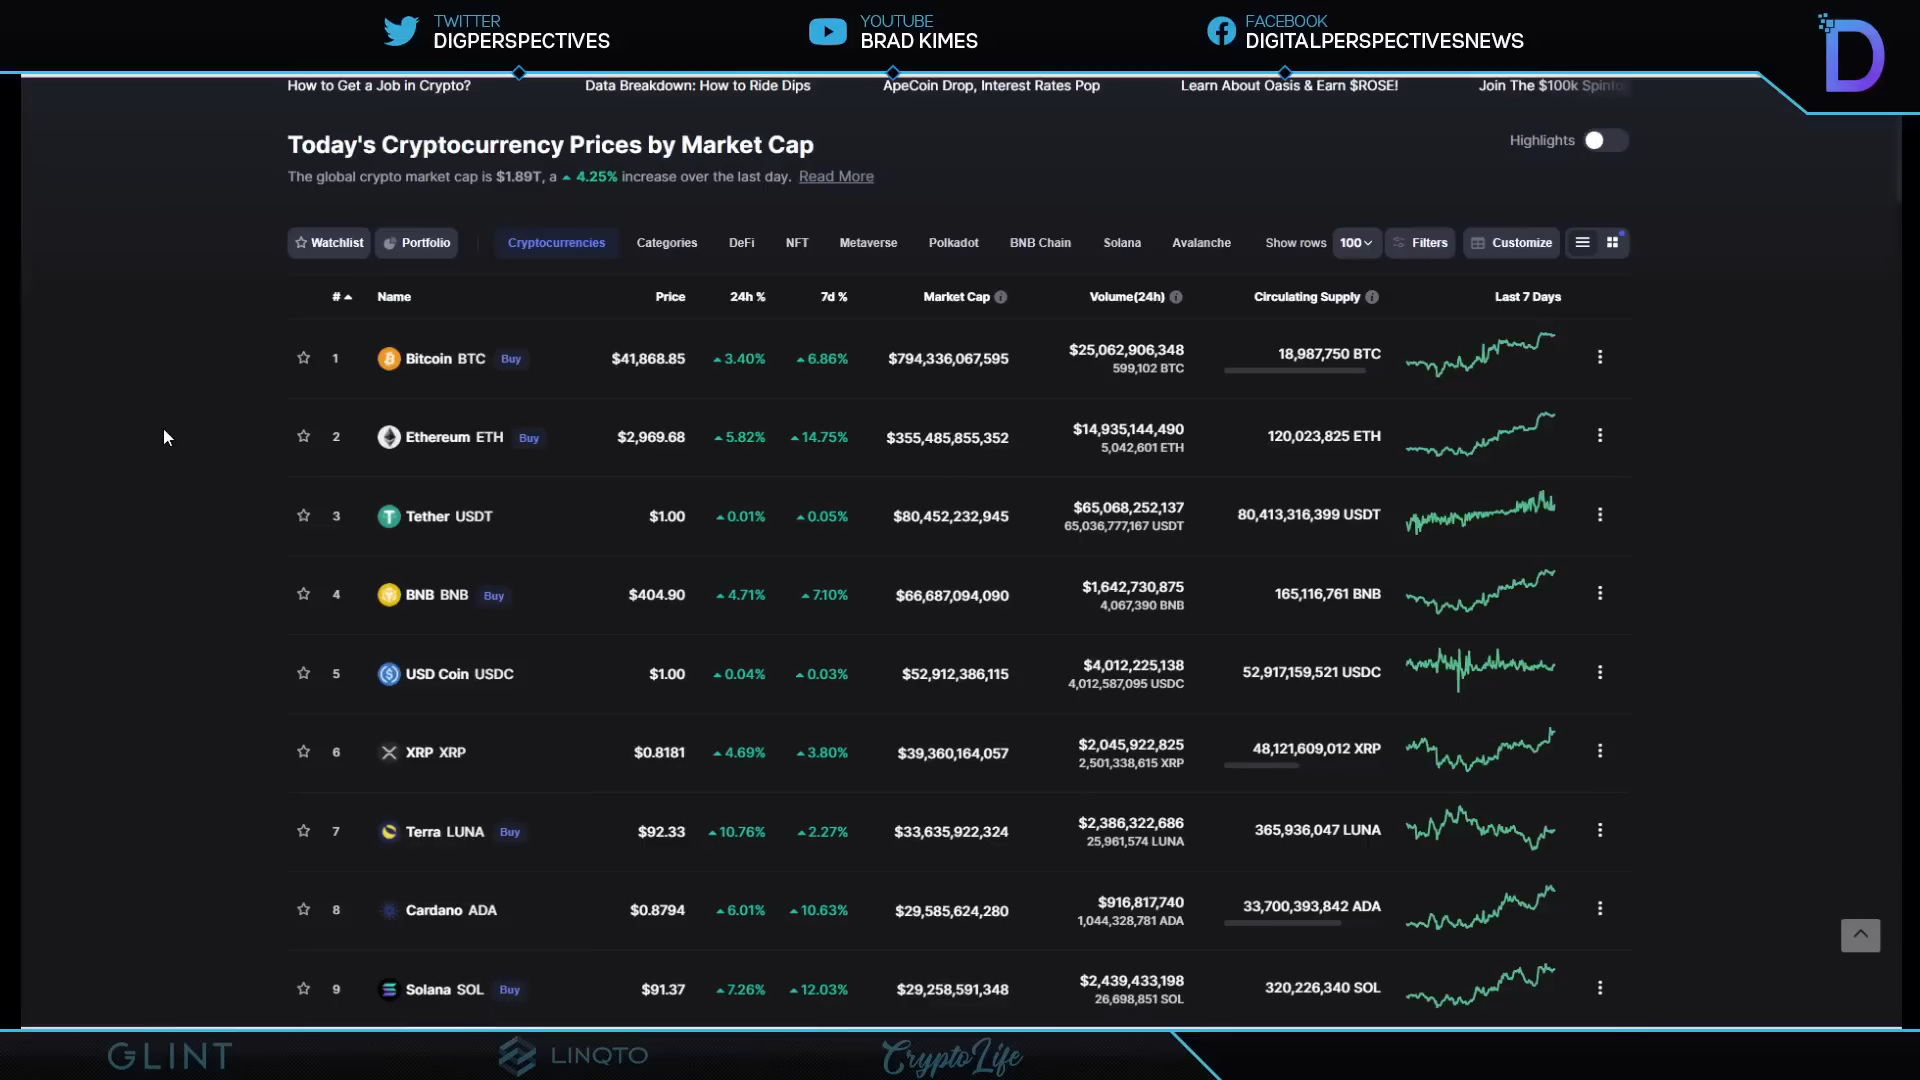 TWITTER
DIGPERSPECTIVES
YOUTUBE
BRAD KIMES
FACEBOOK
DIGITALPERSPECTIVESNEWS
D
How to Get a Job in Crypto? Data Breakdown: How to Ride Dips ApeCoin Drop, Interest Rates Pop Learn About Oasis & Earn $ROSE! Join The $100k Spinto
Today's Cryptocurrency Prices by Market Cap
Highlights
The global crypto market cap is $1.89T, a 4.25% increase over the last day. Read More
Watchlist Portfolio Cryptocurrencies Categories DeFi NFT Metaverse Polkadot BNB Chain Solana Avalanche Show rows 100 Filters Customize
# Name Price 24h % 7d % Market Cap Volume(24h) Circulating Supply Last 7 Days
1 Bitcoin BTC Buy $41,868.85 3.40% 6.86% $794,336,067,595 $25,062,906,348 18,987,750 BTC
599,102 BTC
2 Ethereum ETH Buy $2,969.68 5.82% 14.75% $355,485,855,352 $14,935,144,490 120,023,825 ETH
5,042,601 ETH
3 Tether USDT $1.00 0.01% 0.05% $80,452,232,945 $65,068,252,137 80,413,316,399 USDT
65,036,777,167 USDT
4 BNB BNB Buy $404.90 4.71% 7.10% $66,687,094,090 $1,642,730,875 165,116,761 BNB
4,067,390 BNB
5 USD Coin USDC $1.00 0.04% 0.03% $52,912,386,115 $4,012,225,138 52,917,159,521 USDC
4,012,587,095 USDC
6 XRP XRP $0.8181 4.69% 3.80% $39,360,164,057 $2,045,922,825 48,121,609,012 XRP
2,501,338,615 XRP
7 Terra LUNA Buy $92.33 10.76% 2.27% $33,635,922,324 $2,386,322,686 365,936,047 LUNA
25,961,574 LUNA
8 Cardano ADA $0.8794 6.01% 10.63% $29,585,624,280 $916,817,740 33,700,393,842 ADA
1,044,328,781 ADA
9 Solana SOL Buy $91.37 7.26% 12.03% $29,258,591,348 $2,439,433,198 320,226,340 SOL
26,698,851 SOL
GLINT LINQTO CryptoLife